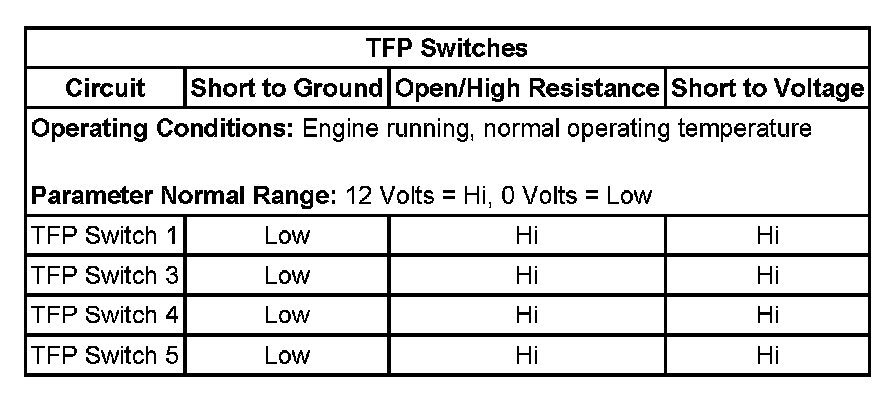 TFP Switches
Circuit Short to Ground Open/High Resistance Short to Voltage
Operating Conditions: Engine running, normal operating temperature
Parameter Normal Range: 12 Volts = Hi, 0 Volts = Low
TFP Switch 1 Low Hi Hi
TFP Switch 3 Low Hi Hi
TFP Switch 4 Low Hi Hi
TFP Switch 5 Low Hi Hi